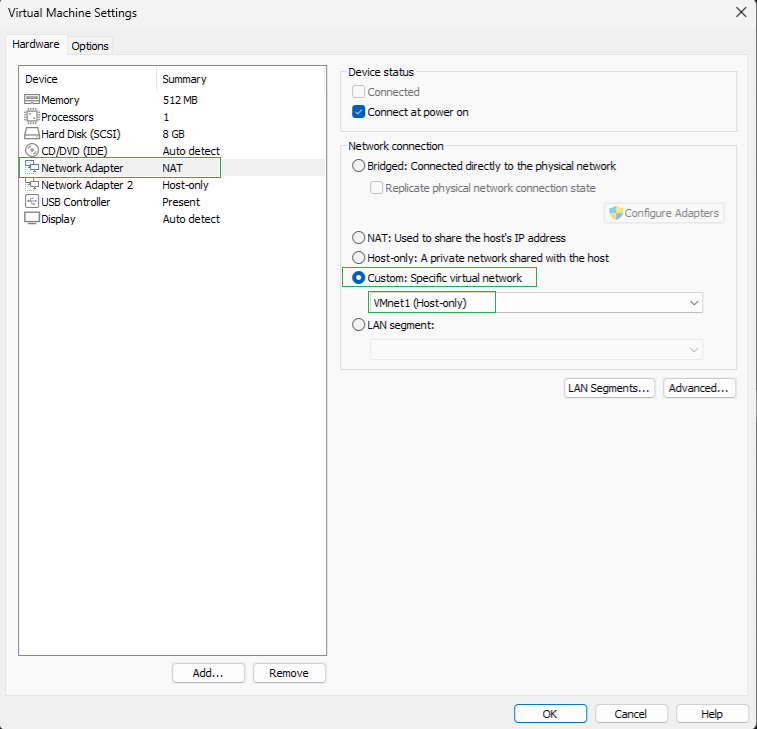 Virtual Machine Settings
Hardware
Options
Device Summary
Memory 512 MB
Processors 1
Hard Disk (SCSI) 8 GB
CD/DVD (IDE) Auto detect
Network Adapter NAT
Network Adapter 2 Host-only
USB Controller Present
Display Auto detect
Add...
Remove
Device status
Connected
Connect at power on
Network connection
Bridged: Connected directly to the physical network
Replicate physical network connection state
Configure Adapters
NAT: Used to share the host's IP address
Host-only: A private network shared with the host
Custom: Specific virtual network
VMnet1 (Host-only)
LAN segment:
LAN Segments...
Advanced...
OK
Cancel
Help